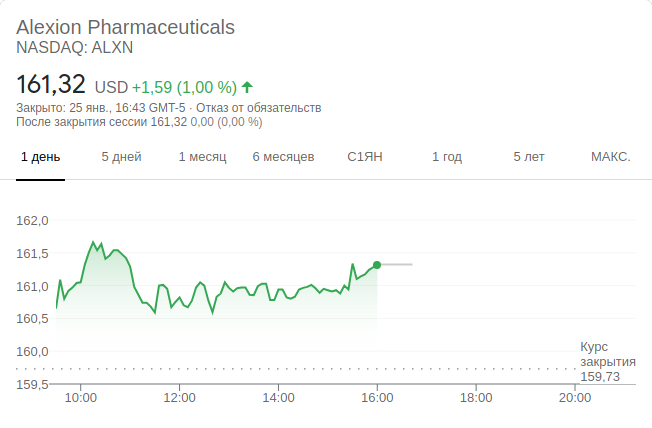 Alexion Pharmaceuticals
NASDAQ: ALXN
161,32 USD +1,59 (1,00 %)
Закрыто: 25 янв., 16:43 GMT-5 · Отказ от обязательств
После закрытия сессии 161,32 0,00 (0,00 %)
1 день 5 дней 1 месяц 6 месяцев С1ЯН 1 год 5 лет МАКС.
162,0
161,5
161,0
160,5
160,0
159,5
Курс
закрытия
159,73
10:00 12:00 14:00 16:00 18:00 20:00